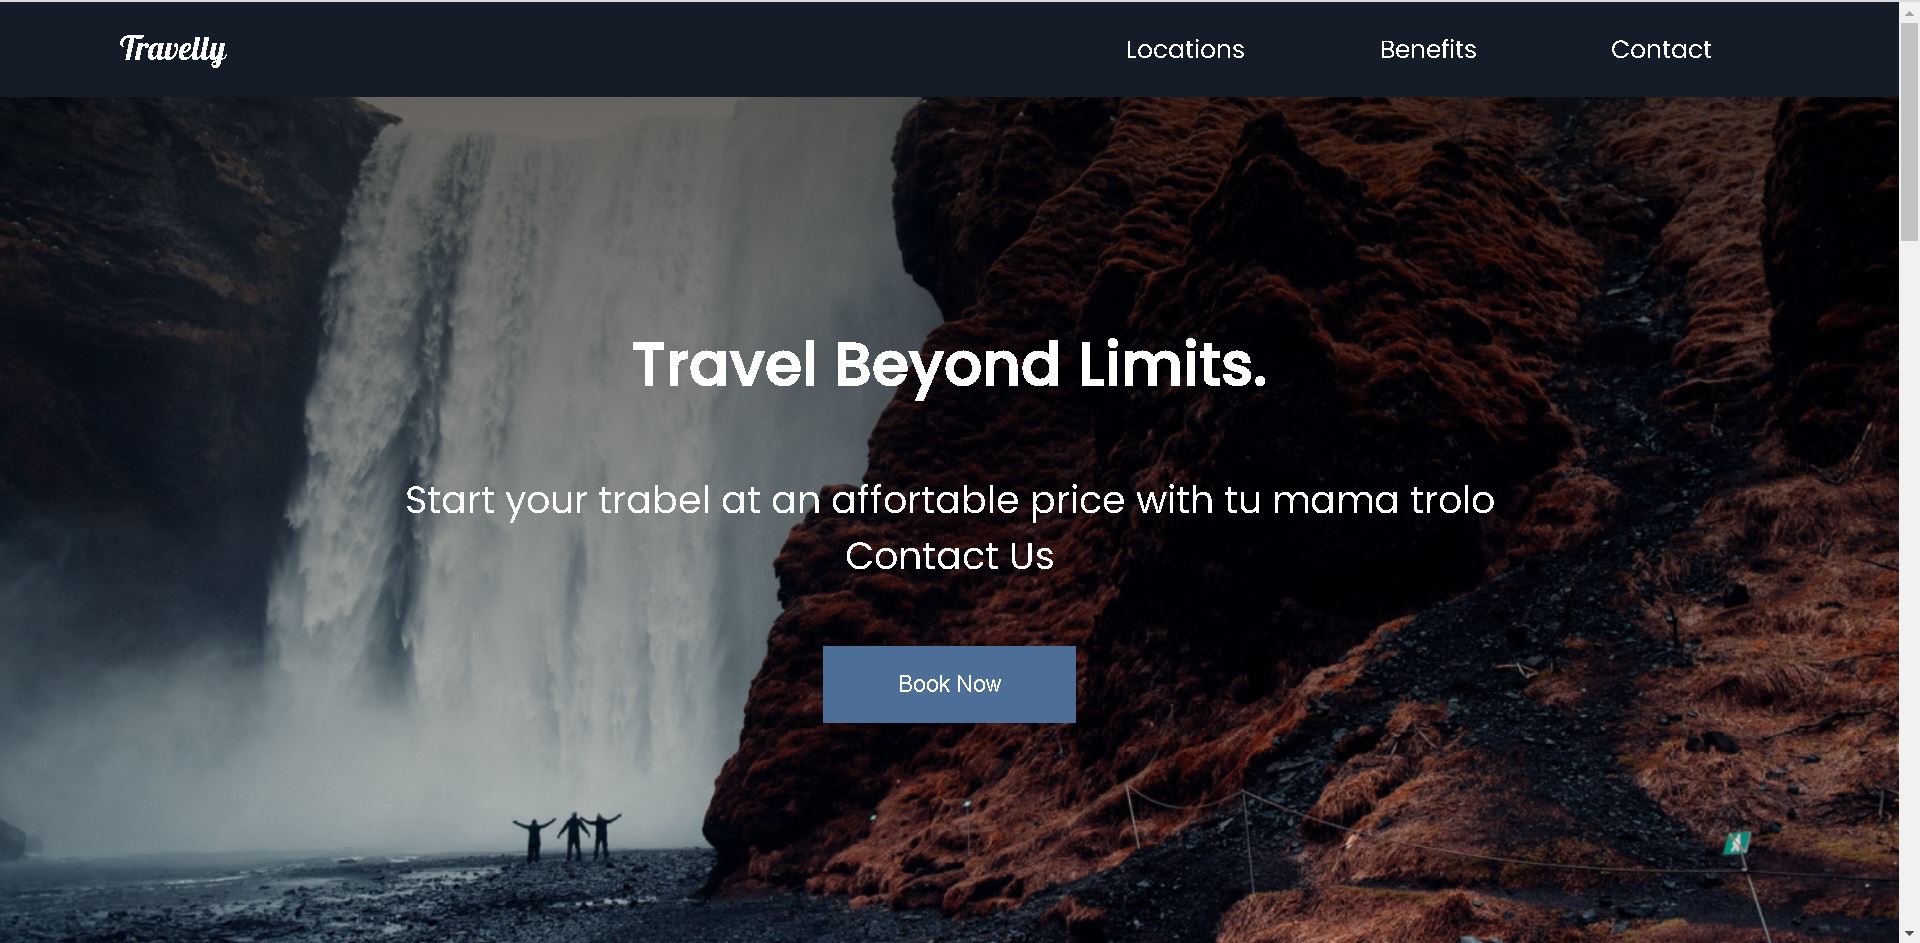 Travelly
Locations Benefits Contact
Travel Beyond Limits.
Start your trabel at an affortable price with tu mama trolo
Contact Us
Book Now